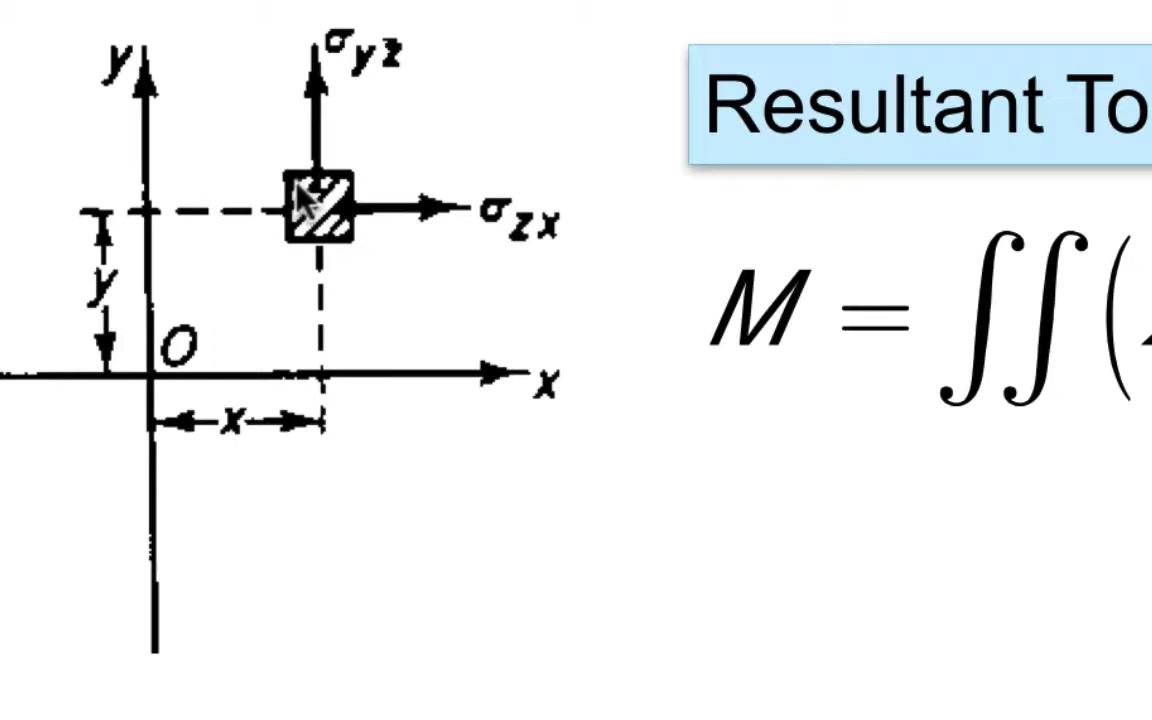 y
σyz
Resultant To
σzx
y
M = ∬ (
O
x
x